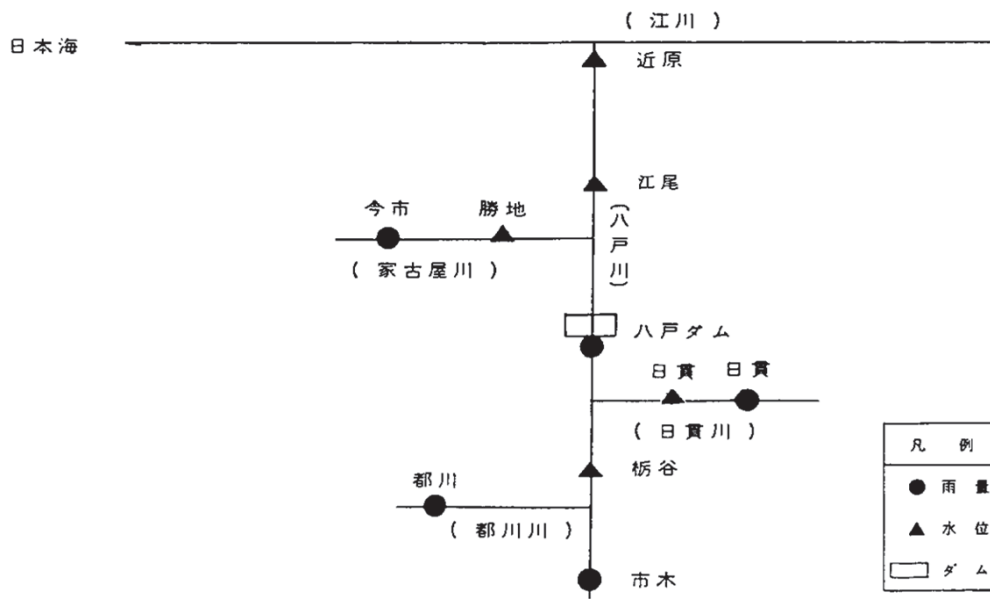 ( 江川 )
日本海
近原
江尾
(八戸川)
今市
勝地
( 家古屋川 )
八戸ダム
日貫
日貫
( 日貫川 )
栃谷
都川
( 都川川 )
市木
凡 例
雨 量
水 位
ダ ム